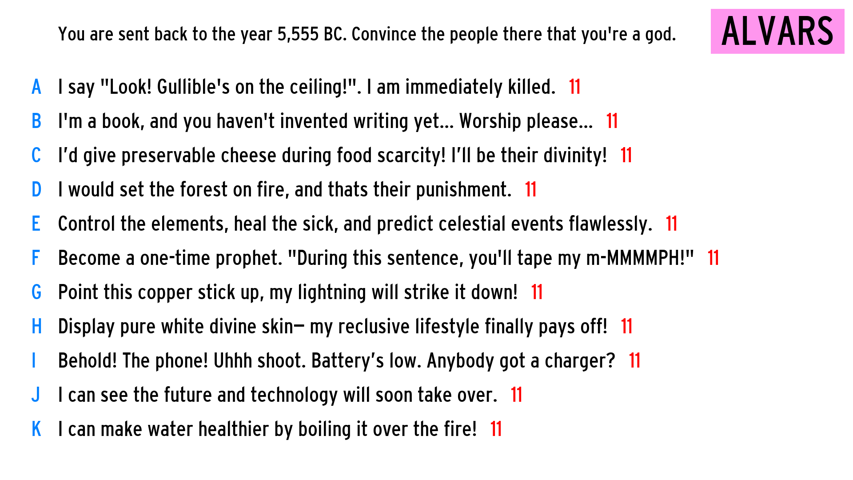 You are sent back to the year 5,555 BC. Convince the people there that you're a god.
ALVARS
A I say "Look! Gullible's on the ceiling!". I am immediately killed. 11
B I'm a book, and you haven't invented writing yet... Worship please... 11
C I’d give preservable cheese during food scarcity! I’ll be their divinity! 11
D I would set the forest on fire, and thats their punishment. 11
E Control the elements, heal the sick, and predict celestial events flawlessly. 11
F Become a one-time prophet. "During this sentence, you'll tape my m-MMMMPH!" 11
G Point this copper stick up, my lightning will strike it down! 11
H Display pure white divine skin— my reclusive lifestyle finally pays off! 11
I Behold! The phone! Uhhh shoot. Battery’s low. Anybody got a charger? 11
J I can see the future and technology will soon take over. 11
K I can make water healthier by boiling it over the fire! 11